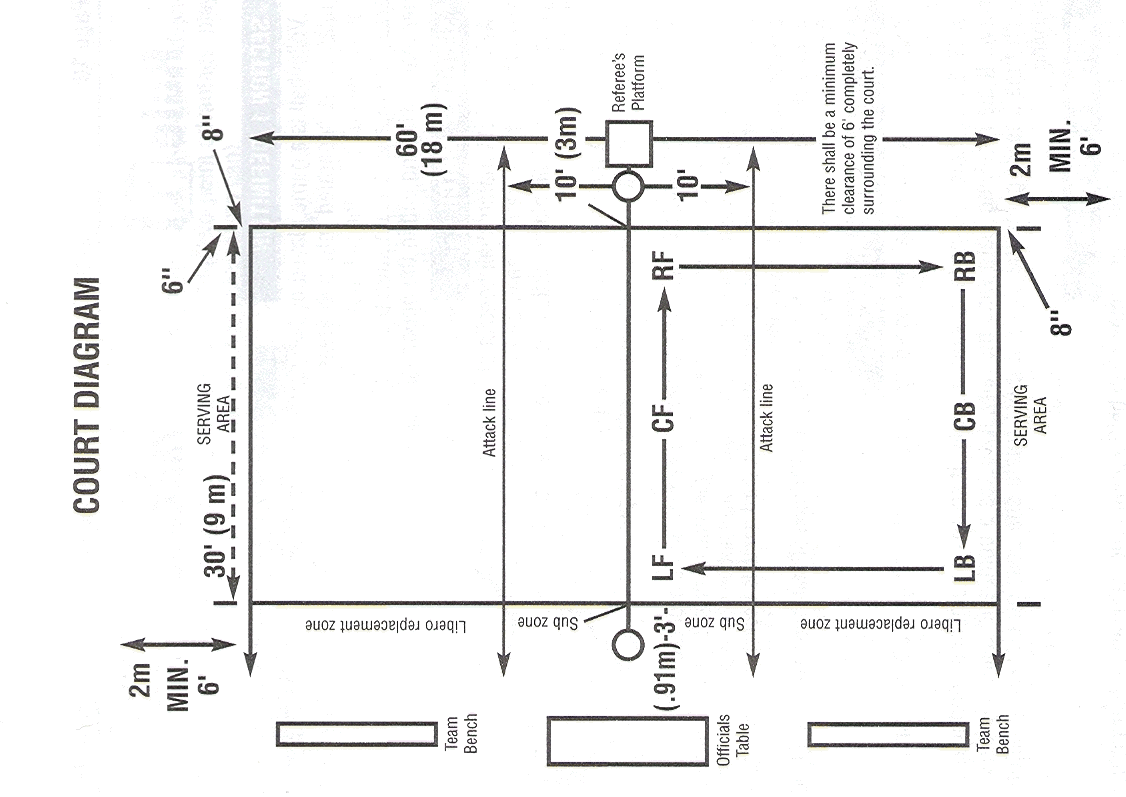 COURT DIAGRAM
2m
MIN.
6'
30' (9 m)
SERVING
AREA
6"
8"
60'
(18 m)
Libero replacement zone
Attack line
Sub zone
10' (3m)
Referee's
Platform
10'
(.91m)-3'-
Sub zone
LF
CF
RF
Attack line
Libero replacement zone
There shall be a minimum
clearance of 6' completely
surrounding the court.
LB
CB
RB
SERVING
AREA
8"
2m
MIN.
6'
Team
Bench
Officials
Table
Team
Bench